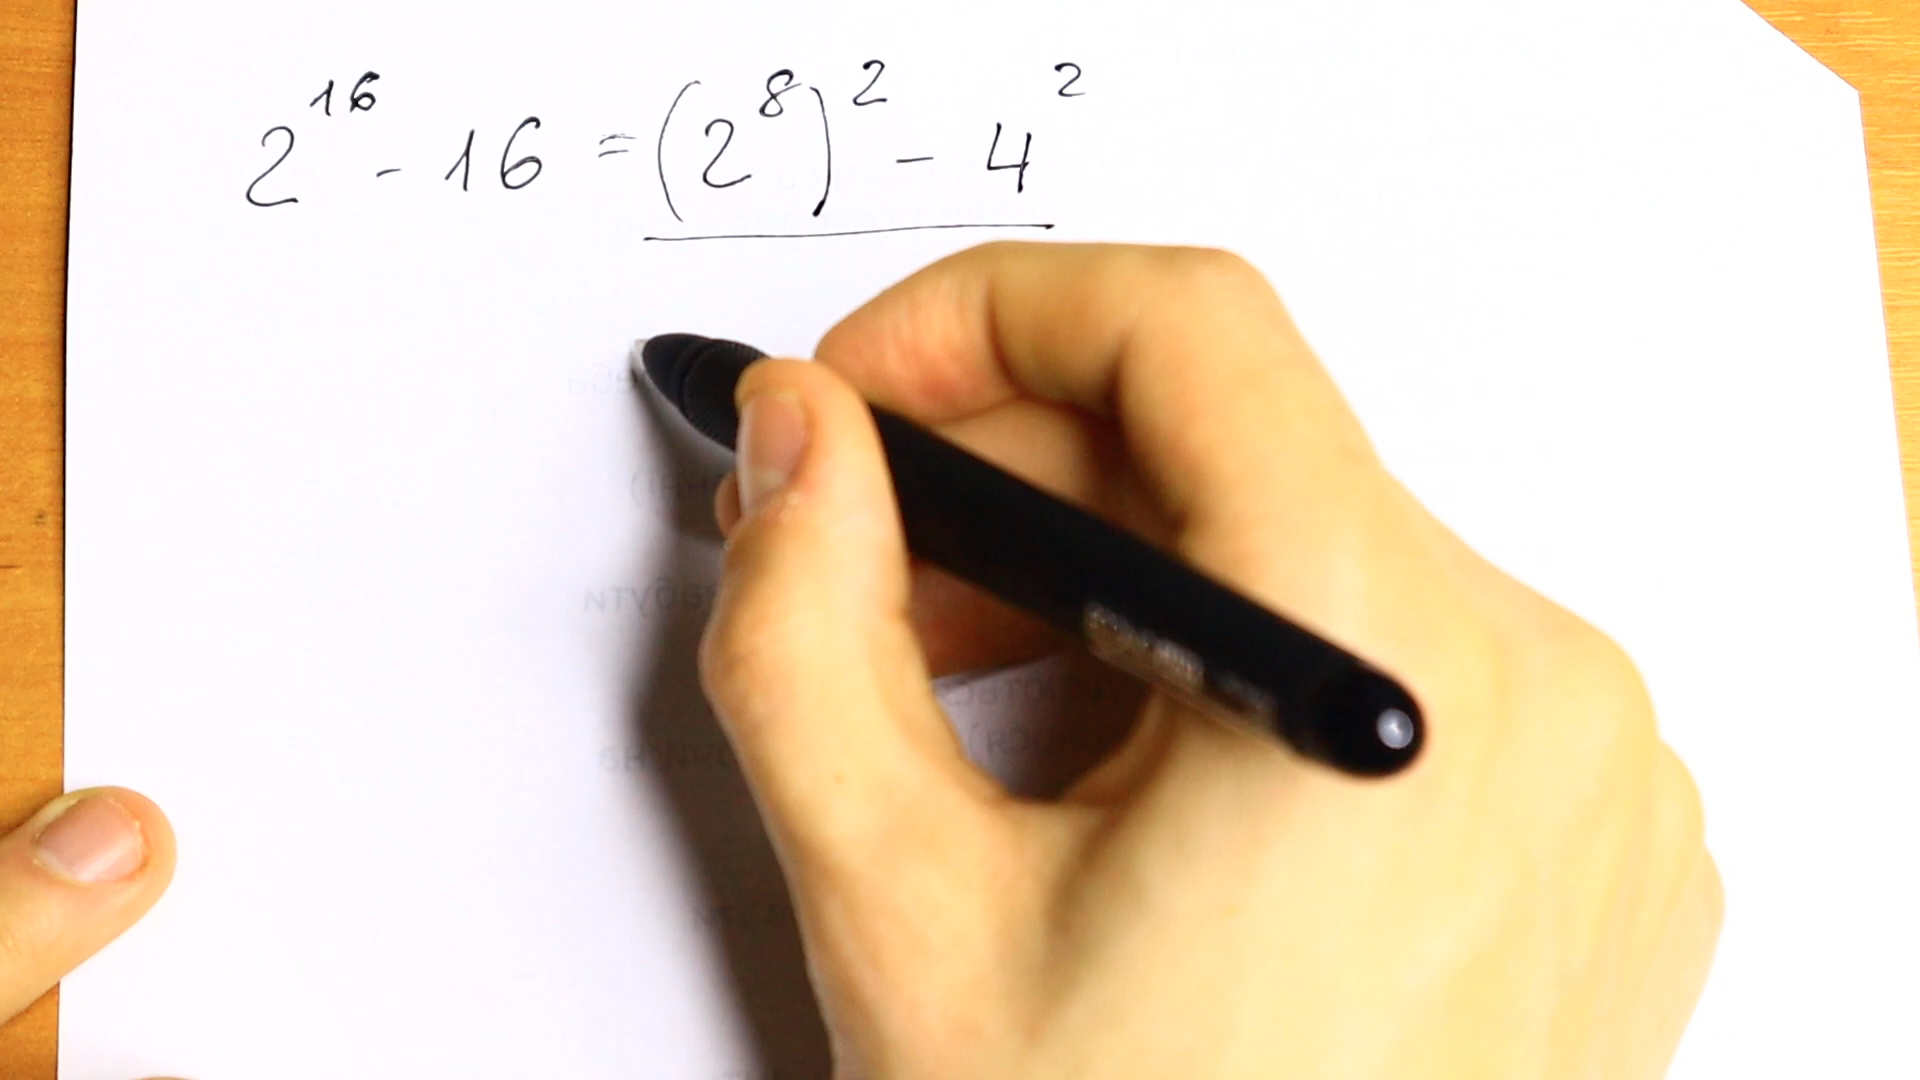 2^16 - 16 = (2^8)^2 - 4^2